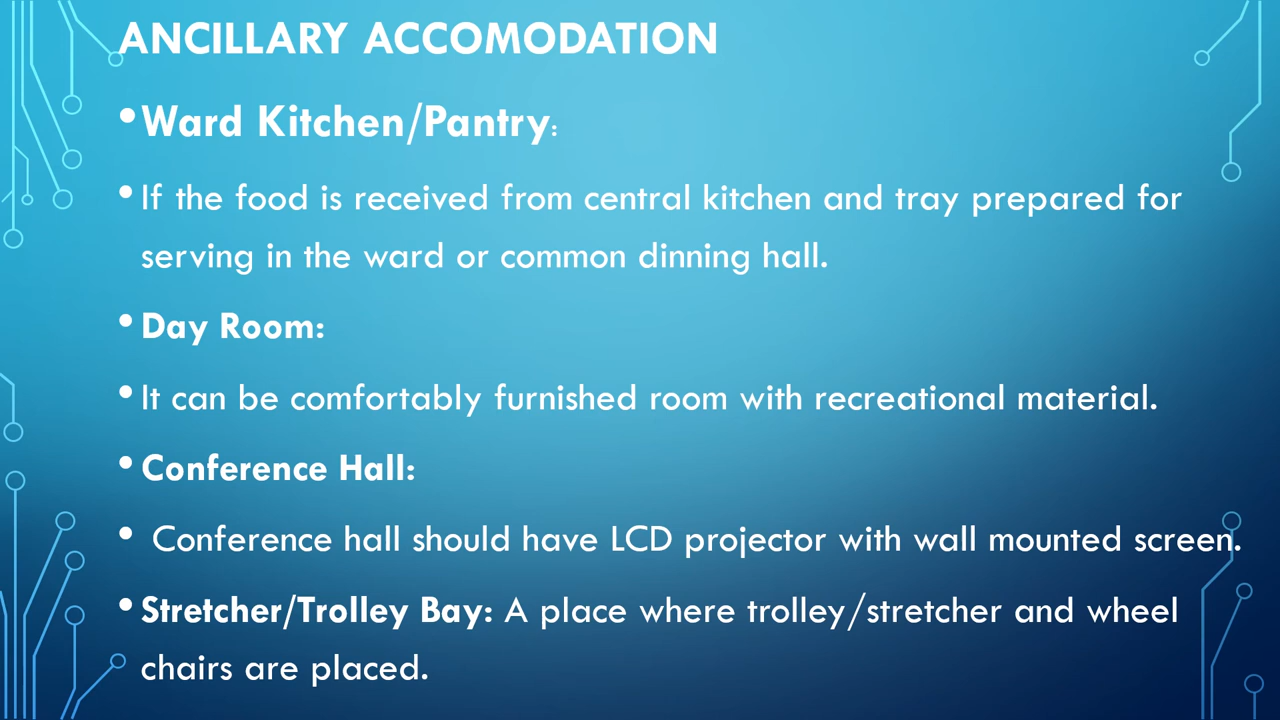 ANCILLARY ACCOMODATION
•Ward Kitchen/Pantry:
•If the food is received from central kitchen and tray prepared for
serving in the ward or common dinning hall.
•Day Room:
•It can be comfortably furnished room with recreational material.
•Conference Hall:
• Conference hall should have LCD projector with wall mounted screen.
•Stretcher/Trolley Bay: A place where trolley/stretcher and wheel
chairs are placed.